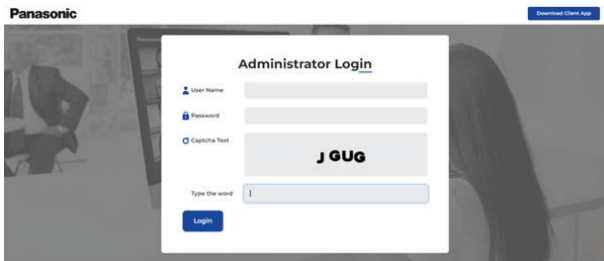 Panasonic
Download Client App
Administrator Login
User Name
Password
Captcha Text
J GUG
Type the word
Login